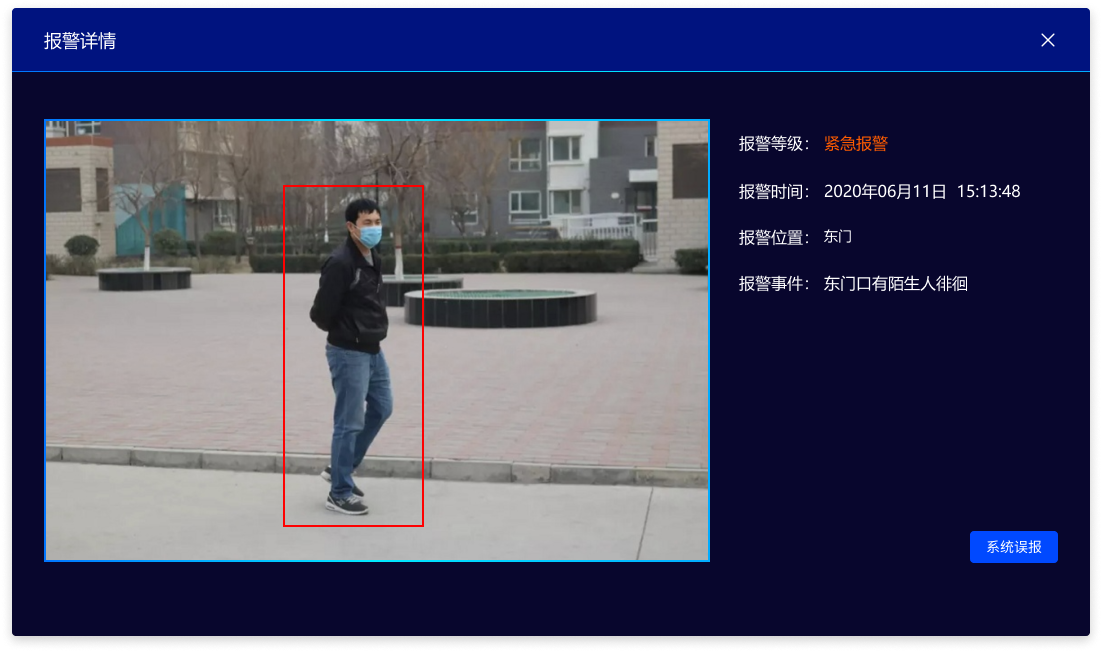 报警详情
报警等级： 紧急报警
报警时间： 2020年06月11日 15:13:48
报警位置： 东门
报警事件： 东门口有陌生人徘徊
系统误报